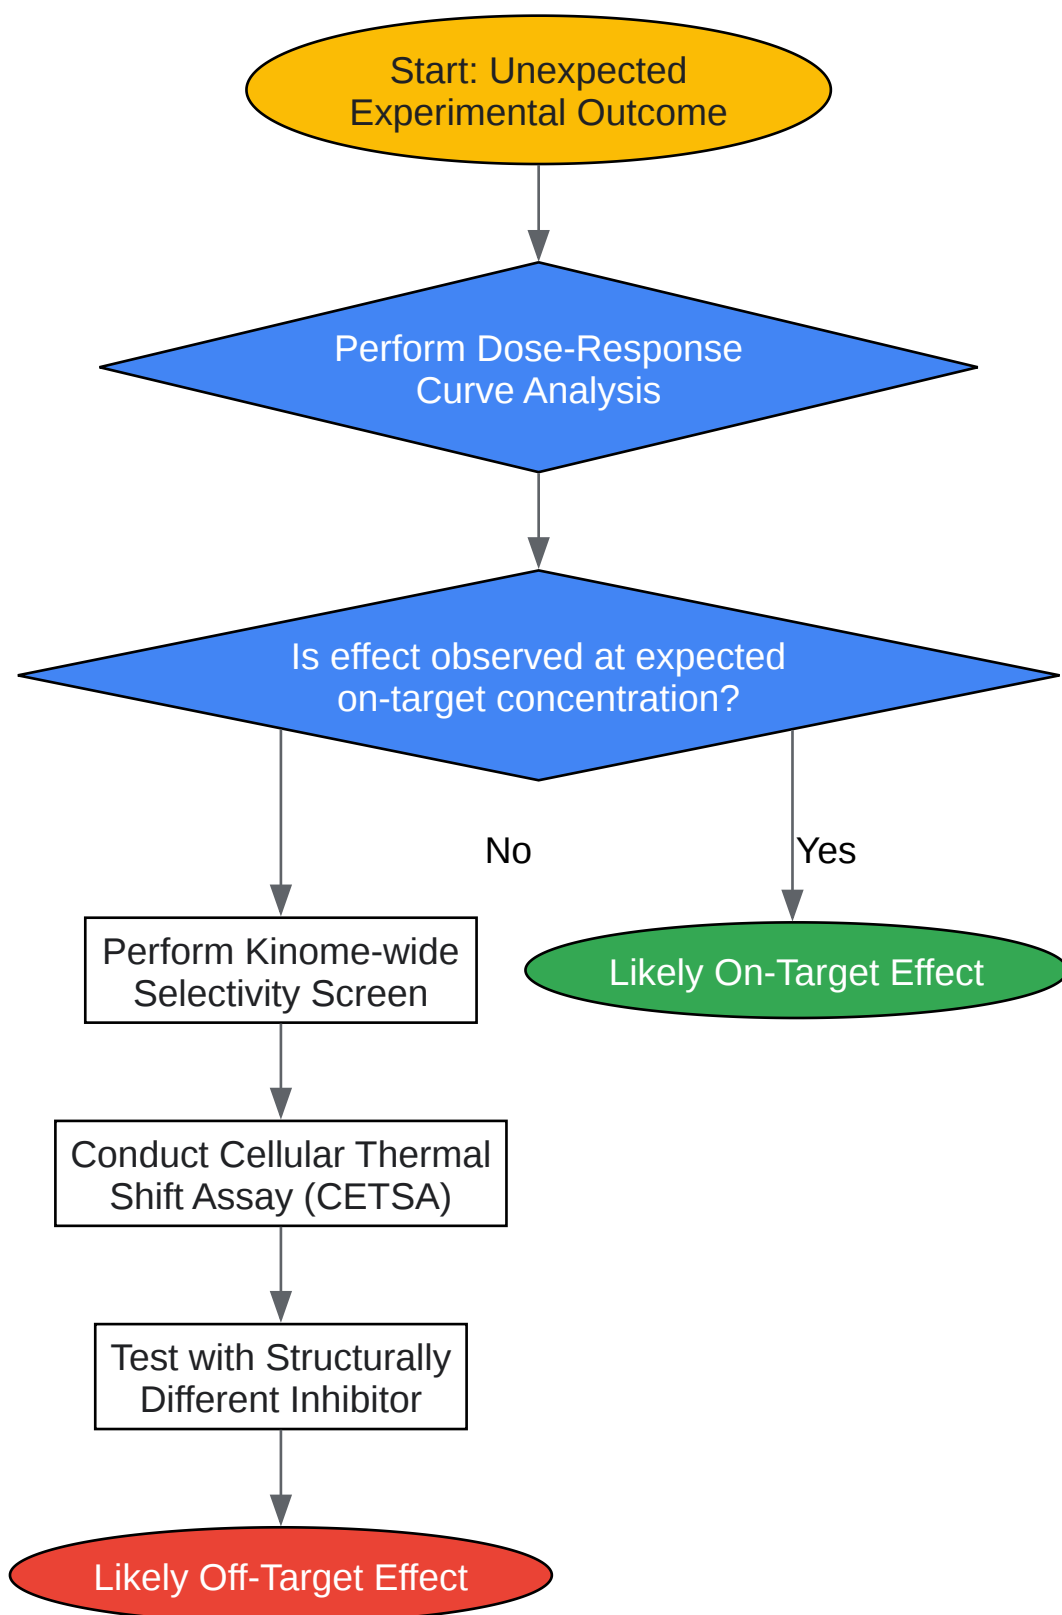 Start: Unexpected
Experimental Outcome
Perform Dose-Response
Curve Analysis
Is effect observed at expected
on-target concentration?
No
Yes
Perform Kinome-wide
Selectivity Screen
Likely On-Target Effect
Conduct Cellular Thermal
Shift Assay (CETSA)
Test with Structurally
Different Inhibitor
Likely Off-Target Effect